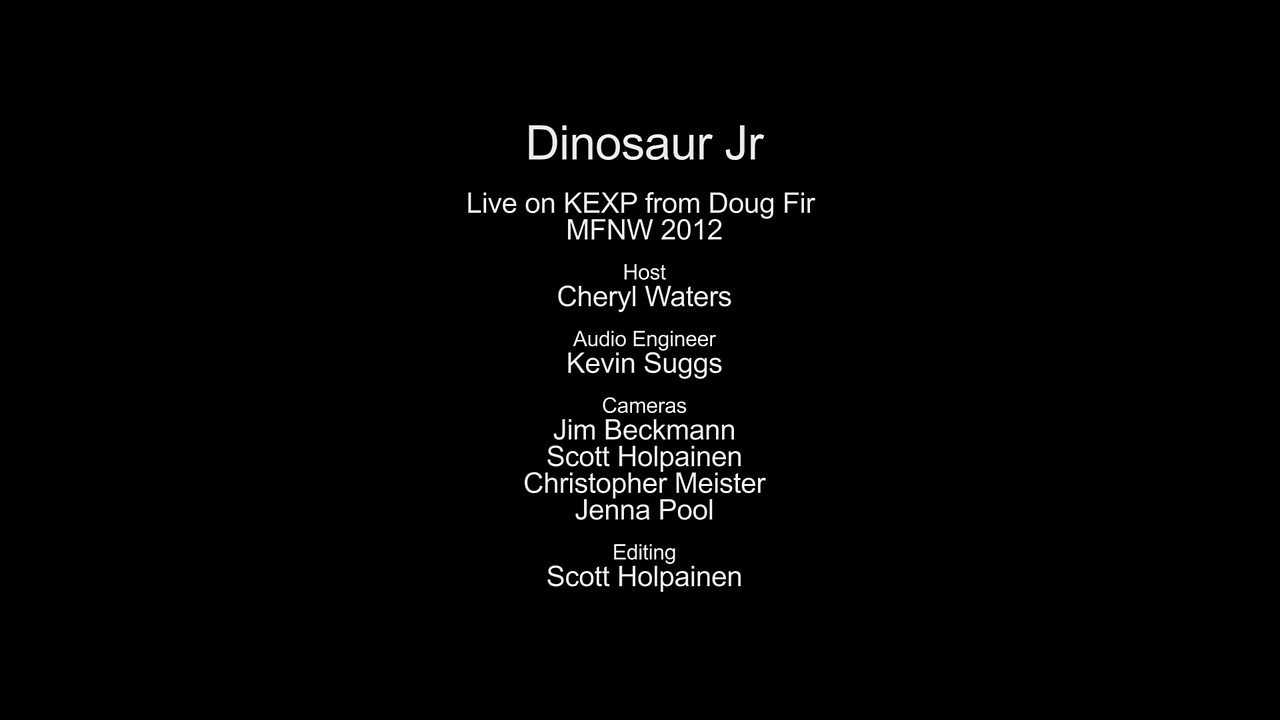 Dinosaur Jr
Live on KEXP from Doug Fir
MFNW 2012
Host
Cheryl Waters
Audio Engineer
Kevin Suggs
Cameras
Jim Beckmann
Scott Holpainen
Christopher Meister
Jenna Pool
Editing
Scott Holpainen